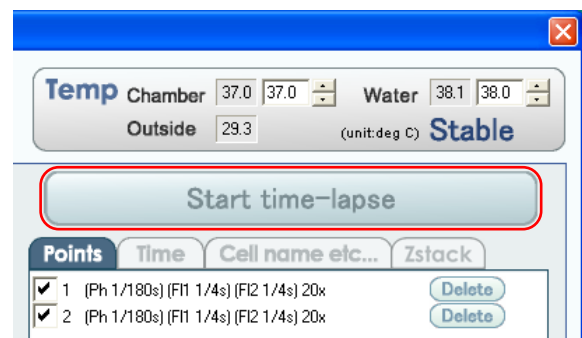 Temp Chamber 37.0 37.0 Water 38.1 38.0
Outside 29.3 (unit:deg C) Stable
Start time-lapse
Points Time Cell name etc... Zstack
1 (Ph 1/180s) (Fl1 1/4s) (Fl2 1/4s) 20x Delete
2 (Ph 1/180s) (Fl1 1/4s) (Fl2 1/4s) 20x Delete